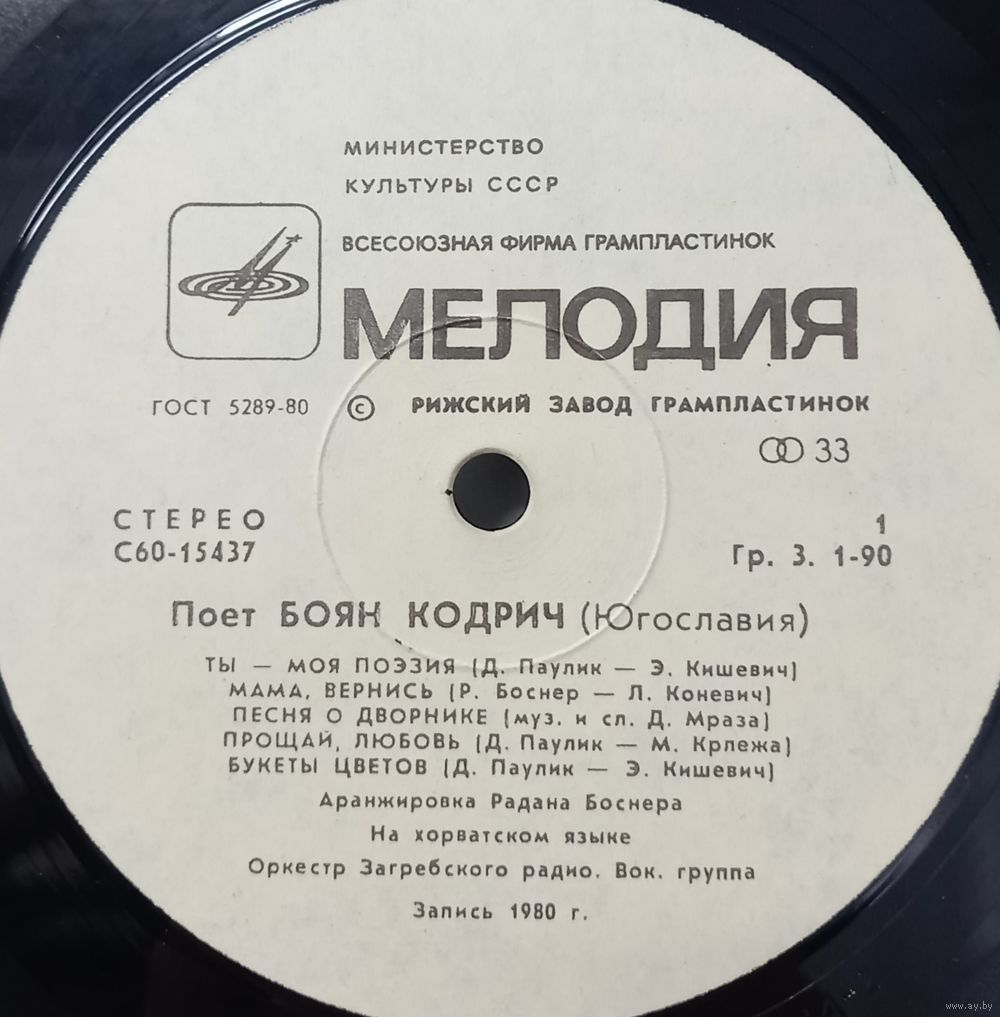 МИНИСТЕРСТВО
КУЛЬТУРЫ СССР
ВСЕСОЮЗНАЯ ФИРМА ГРАМПЛАСТИНОК
МЕЛОДИЯ
ГОСТ 5289-80 © РИЖСКИЙ ЗАВОД ГРАМПЛАСТИНОК
33
СТЕРЕО 1
С60-15437 Гр. 3. 1-90
Поет БОЯН КОДРИЧ (Югославия)
ТЫ — МОЯ ПОЭЗИЯ (Д. Паулик — Э. Кишевич)
МАМА, ВЕРНИСЬ (Р. Боснер — Л. Коневич)
ПЕСНЯ О ДВОРНИКЕ (муз. и сл. Д. Мраза)
ПРОЩАЙ, ЛЮБОВЬ (Д. Паулик — М. Крлежа)
БУКЕТЫ ЦВЕТОВ (Д. Паулик — Э. Кишевич)
Аранжировка Радана Боснера
На хорватском языке
Оркестр Загребского радио. Вок. группа
Запись 1980 г.
www.ay.by